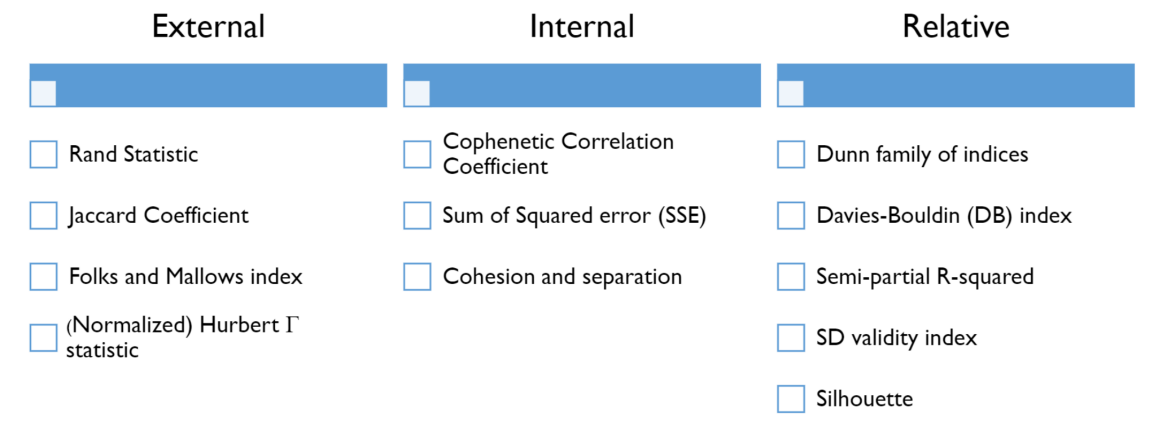 External
Rand Statistic
Jaccard Coefficient
Folks and Mallows index
(Normalized) Hurbert Γ
statistic
Internal
Cophenetic Correlation
Coefficient
Sum of Squared error (SSE)
Cohesion and separation
Relative
Dunn family of indices
Davies-Bouldin (DB) index
Semi-partial R-squared
SD validity index
Silhouette